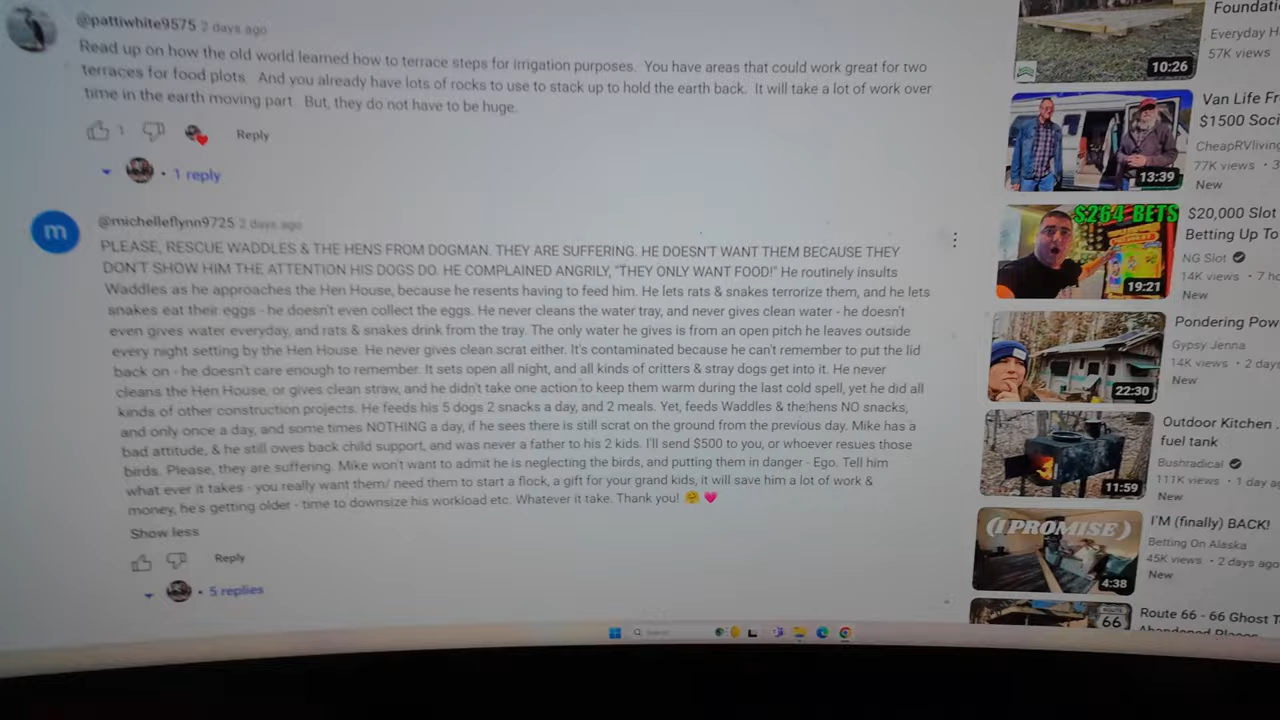 @pattiwhite9575 2 days ago
Read up on how the old world learned how to terrace steps for irrigation purposes. You have areas that could work great for two
terraces for food plots And you already have lots of rocks to use to stack up to hold the earth back. It will take a lot of work over
time in the earth moving part But, they do not have to be huge.
1
Reply
1 reply
m
@michelleflynn9725 2 days ago
PLEASE, RESCUE WADDLES & THE HENS FROM DOGMAN. THEY ARE SUFFERING. HE DOESN'T WANT THEM BECAUSE THEY
DON'T SHOW HIM THE ATTENTION HIS DOGS DO. HE COMPLAINED ANGRILY, "THEY ONLY WANT FOOD!" He routinely insults
Waddles as he approaches the Hen House, because he resents having to feed him. He lets rats & snakes terrorize them, and he lets
snakes eat their eggs - he doesn't even collect the eggs. He never cleans the water tray, and never gives clean water - he doesn't
even gives water everyday, and rats & snakes drink from the tray. The only water he gives is from an open pitch he leaves outside
every night setting by the Hen House. He never gives clean scrat either. It's contaminated because he can't remember to put the lid
back on - he doesn't care enough to remember. It sets open all night, and all kinds of critters & stray dogs get into it. He never
cleans the Hen House, or gives clean straw, and he didn't take one action to keep them warm during the last cold spell, yet he did all
kinds of other construction projects. He feeds his 5 dogs 2 snacks a day, and 2 meals. Yet, feeds Waddles & the hens NO snacks,
and only once a day, and some times NOTHING a day, if he sees there is still scrat on the ground from the previous day. Mike has a
bad attitude, & he still owes back child support, and was never a father to his 2 kids. I'll send $500 to you, or whoever resues those
birds. Please, they are suffering. Mike won't want to admit he is neglecting the birds, and putting them in danger - Ego. Tell him
what ever it takes - you really want them/ need them to start a flock, a gift for your grand kids, it will save him a lot of work &
money, he's getting older - time to downsize his workload etc. Whatever it take. Thank you! 🤗 💗
Show less
Reply
5 replies
Foundati
Everyday H
57K views
10:26
Van Life Fr
$1500 Soci
CheapRVliving
77K views • 3
New
13:39
$264 BETS
$20,000 Slot
Betting Up To
NG Slot
14K views • 7 ho
New
19:21
Pondering Pow
Gypsy Jenna
14K views • 2 days
New
22:30
Outdoor Kitchen
fuel tank
Bushradical
111K views • 1 day a
New
11:59
(I PROMISE)
I'M (finally) BACK!
Betting On Alaska
45K views • 2 days ago
New
4:38
Route 66 - 66 Ghost T
Abandoned Places
66
Search